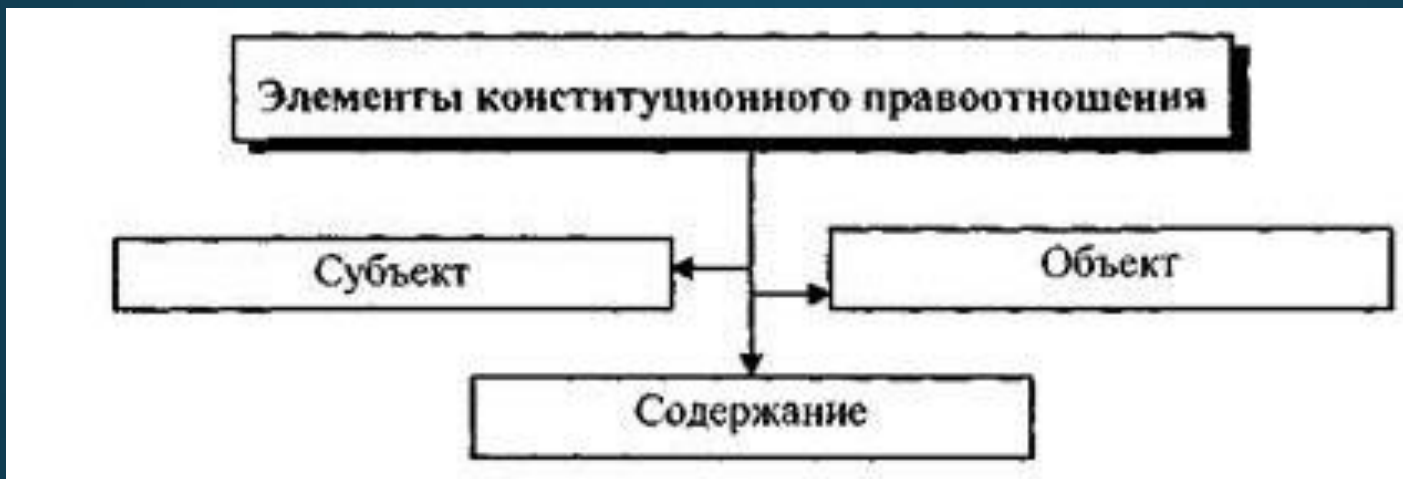 Элементы конституционного правоотношения
Субъект
Объект
Содержание